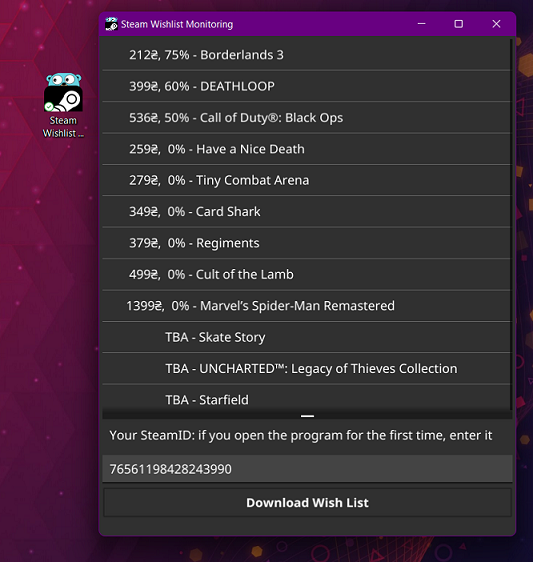 Steam Wishlist Monitoring
212₴, 75% - Borderlands 3
399₴, 60% - DEATHLOOP
536₴, 50% - Call of Duty®: Black Ops
259₴, 0% - Have a Nice Death
279₴, 0% - Tiny Combat Arena
349₴, 0% - Card Shark
379₴, 0% - Regiments
499₴, 0% - Cult of the Lamb
1399₴, 0% - Marvel’s Spider-Man Remastered
TBA - Skate Story
TBA - UNCHARTED™: Legacy of Thieves Collection
TBA - Starfield
Your SteamID: if you open the program for the first time, enter it
76561198428243990
Download Wish List
Steam
Wishlist ...